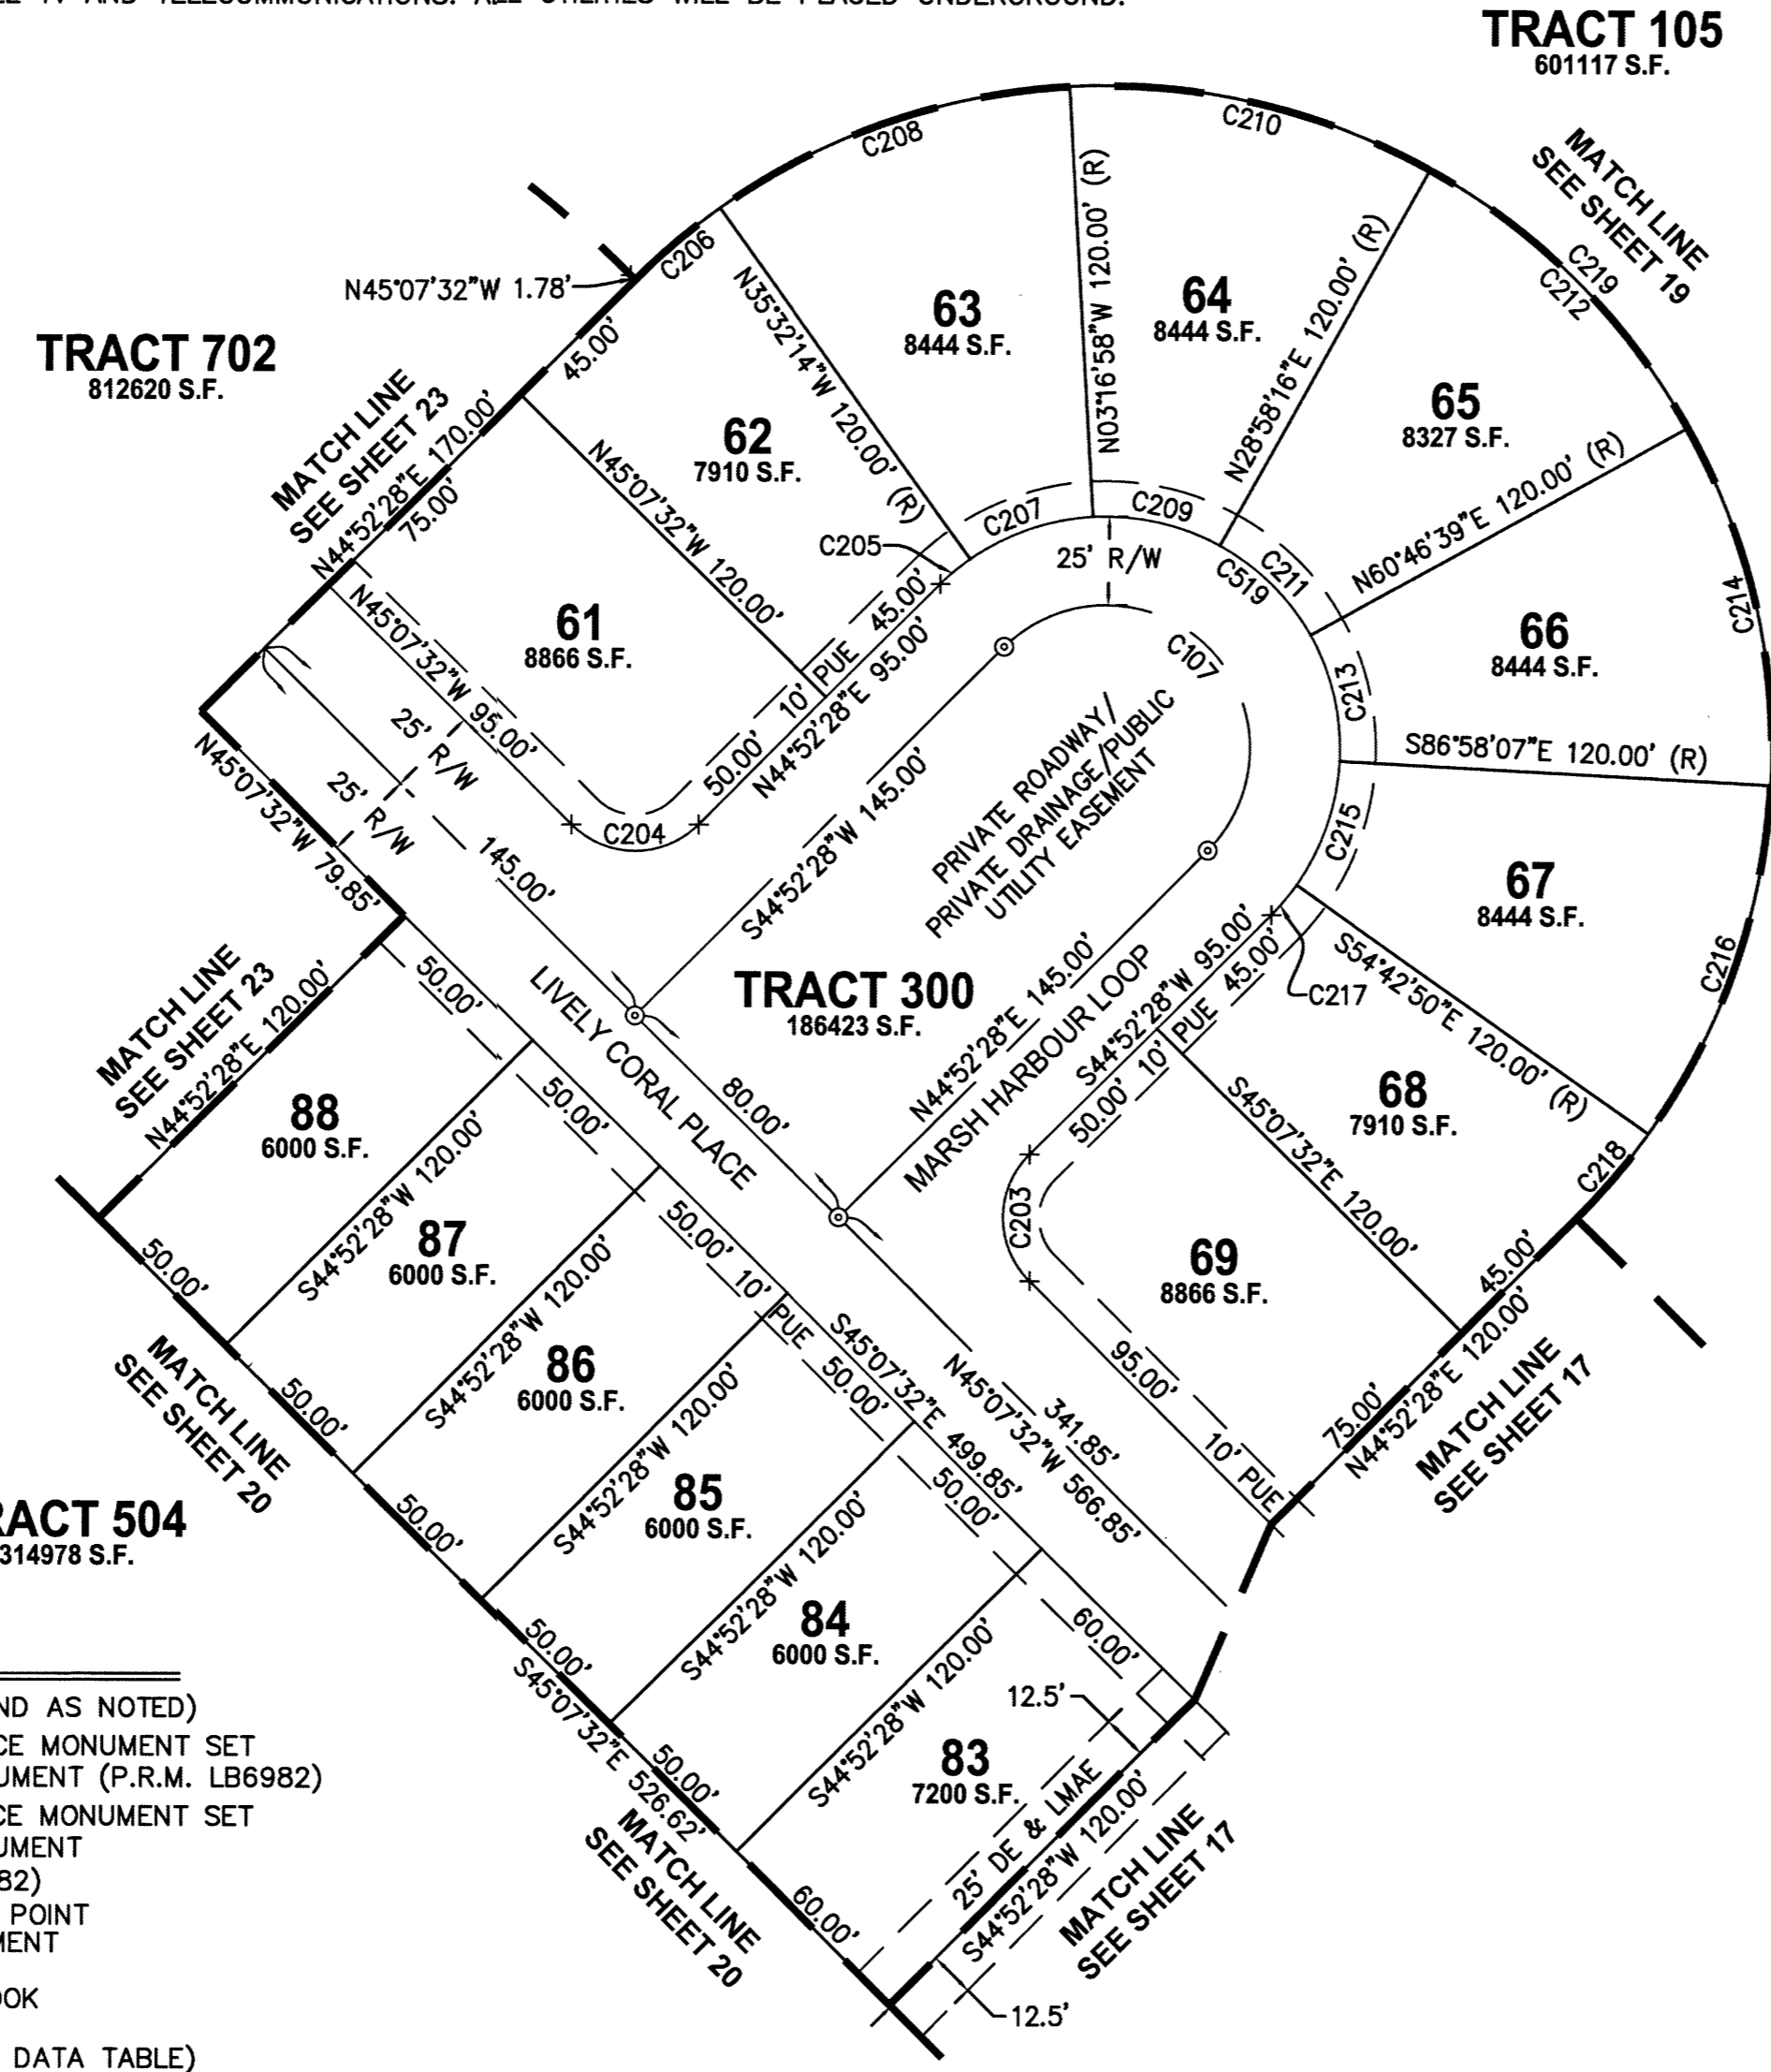 TV AND TELECOMMUNICATIONS. ALL UTILITIES WILL BE PLACED UNDERGROUND.
TRACT 105
601117 S.F.
MATCH LINE
SEE SHEET 19
C208
C210
C206
C219
C212
N45°07'32"W 1.78'
TRACT 702
812620 S.F.
MATCH LINE
SEE SHEET 23
N44°52'28"E 170.00'
45.00'
75.00'
N35°32'14"W 120.00' (R)
63
8444 S.F.
N03°16'58"W 120.00' (R)
64
8444 S.F.
N28°58'16"E 120.00' (R)
65
8327 S.F.
N60°46'39"E 120.00' (R)
62
7910 S.F.
N45°07'32"W 120.00'
C205
C207
C209
25' R/W
C519
C211
C213
66
8444 S.F.
C214
S86°58'07"E 120.00' (R)
61
8866 S.F.
N45°07'32"W 95.00'
10' PUE
45.00'
50.00'
N44°52'28"E 95.00'
C204
C107
25' R/W
25' R/W
N45°07'32"W 79.85'
145.00'
S44°52'28"W 145.00'
PRIVATE ROADWAY/
PRIVATE DRAINAGE/PUBLIC
UTILITY EASEMENT
C215
67
8444 S.F.
C216
S54°42'50"E 120.00' (R)
C217
TRACT 300
186423 S.F.
N44°52'28"E 145.00'
MARSH HARBOUR LOOP
S44°52'28"W 95.00'
50.00'
10' PUE
45.00'
68
7910 S.F.
C218
S45°07'32"E 120.00'
C203
69
8866 S.F.
45.00'
75.00'
N44°52'28"E 120.00'
MATCH LINE
SEE SHEET 17
95.00'
10' PUE
MATCH LINE
SEE SHEET 23
N44°52'28"E 120.00'
LIVELY CORAL PLACE
80.00'
50.00'
88
6000 S.F.
50.00'
S44°52'28"W 120.00'
50.00'
87
6000 S.F.
50.00'
S44°52'28"W 120.00'
10' PUE
86
6000 S.F.
50.00'
S44°52'28"W 120.00'
50.00'
S45°07'32"E 499.85'
341.85'
N45°07'32"W 566.85'
85
6000 S.F.
50.00'
S44°52'28"W 120.00'
50.00'
84
6000 S.F.
50.00'
S44°52'28"W 120.00'
60.00'
83
7200 S.F.
12.5'
25' DE & LMAE
S44°52'28"W 120.00'
12.5'
MATCH LINE
SEE SHEET 17
MATCH LINE
SEE SHEET 20
50.00'
S45°07'32"E 526.62'
MATCH LINE
SEE SHEET 20
60.00'
RACT 504
314978 S.F.
ND AS NOTED)
CE MONUMENT SET
UMENT (P.R.M. LB6982)
CE MONUMENT SET
UMENT
82)
POINT
MENT
OOK
DATA TABLE)